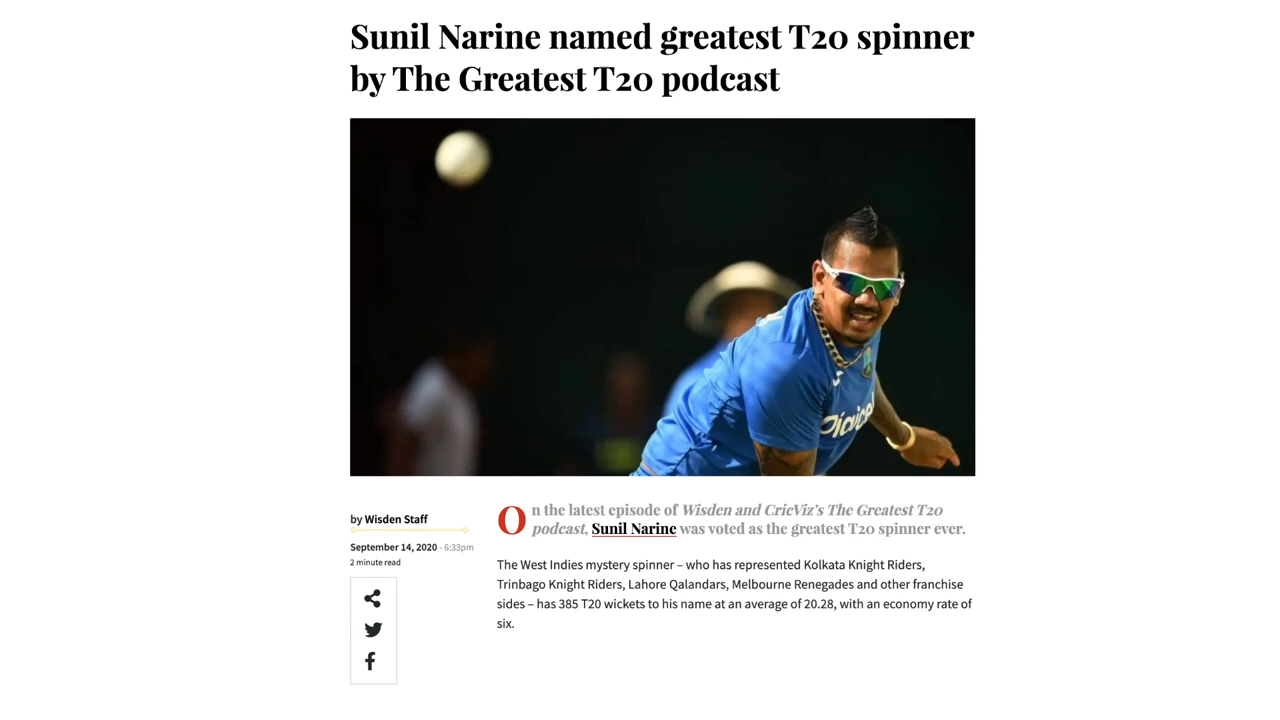 Sunil Narine named greatest T20 spinner
by The Greatest T20 podcast
Digicel
by Wisden Staff
September 14, 2020 - 6:33pm
2 minute read
On the latest episode of Wisden and CricViz's The Greatest T20
podcast, Sunil Narine was voted as the greatest T20 spinner ever.
The West Indies mystery spinner – who has represented Kolkata Knight Riders,
Trinbago Knight Riders, Lahore Qalandars, Melbourne Renegades and other franchise
sides – has 385 T20 wickets to his name at an average of 20.28, with an economy rate of
six.